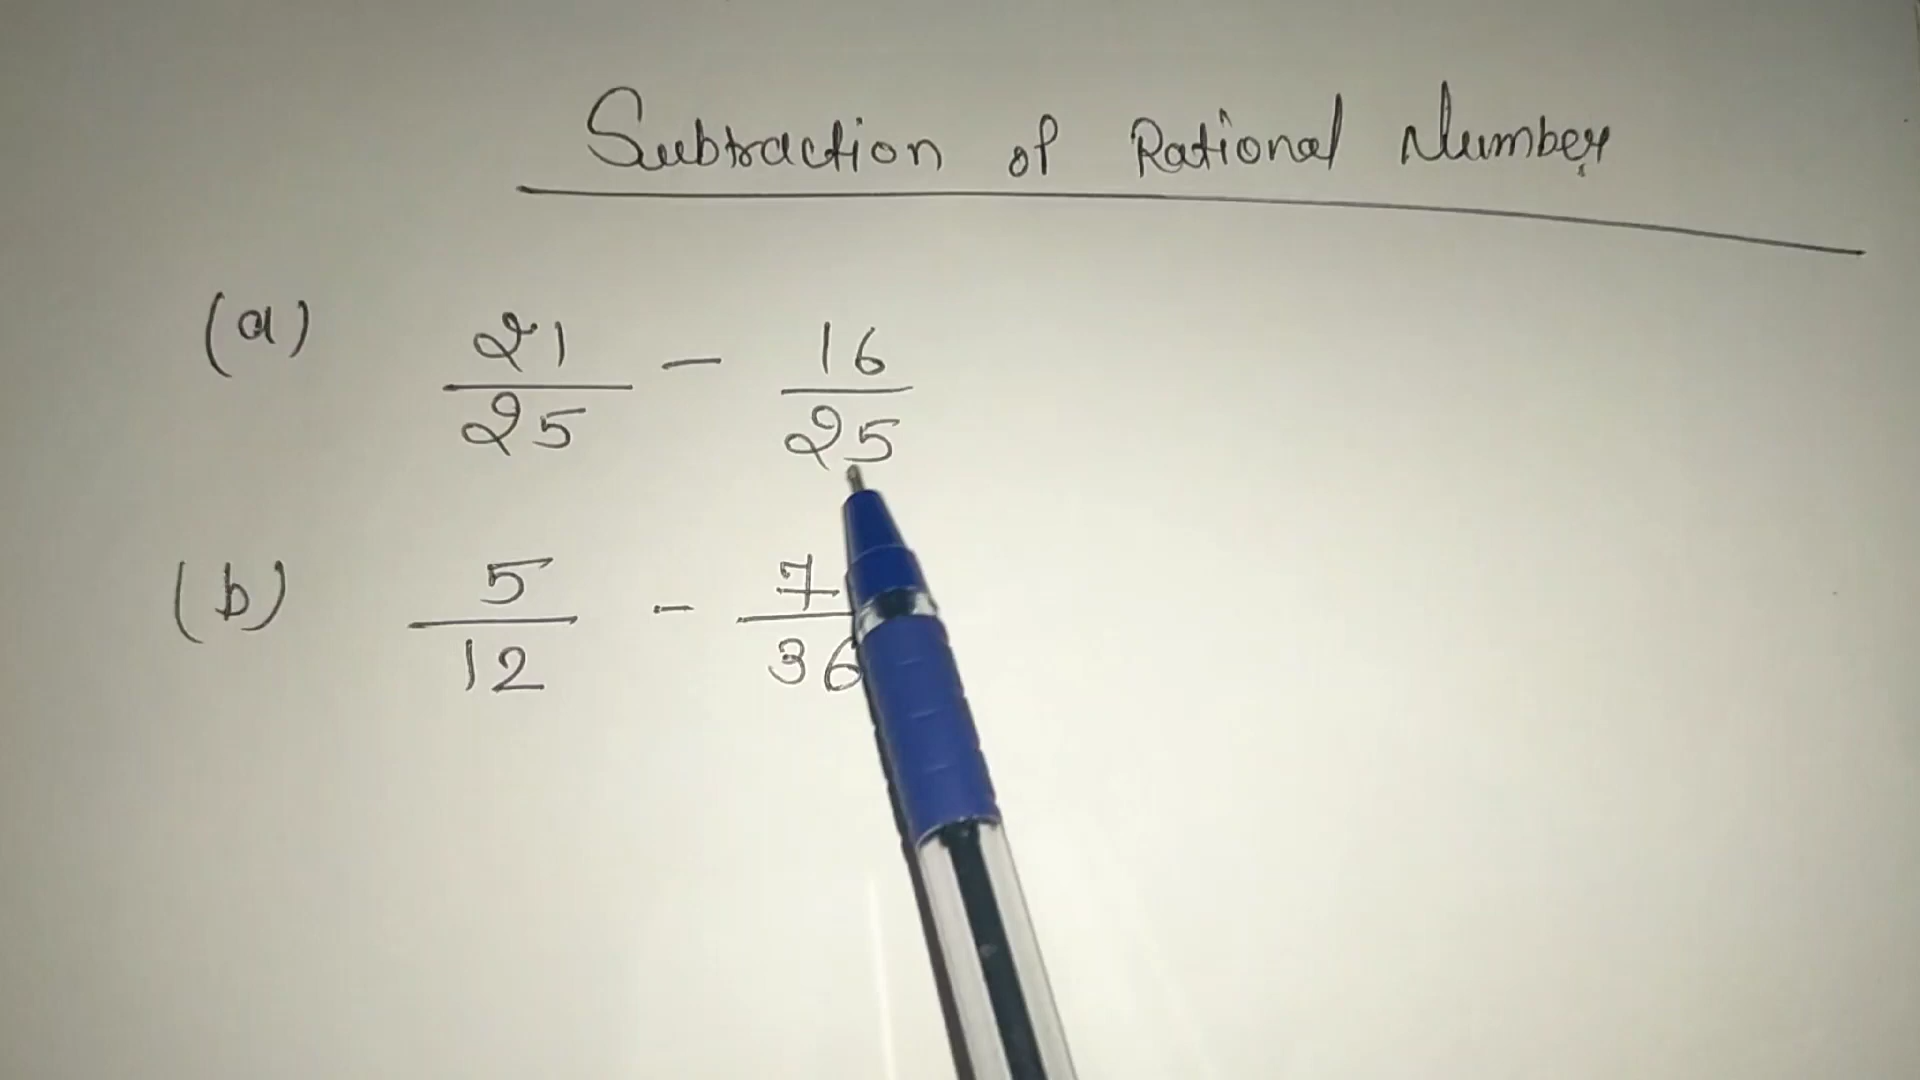 Subtraction of Rational Number
(a) 21/25 - 16/25
(b) 5/12 - 7/36